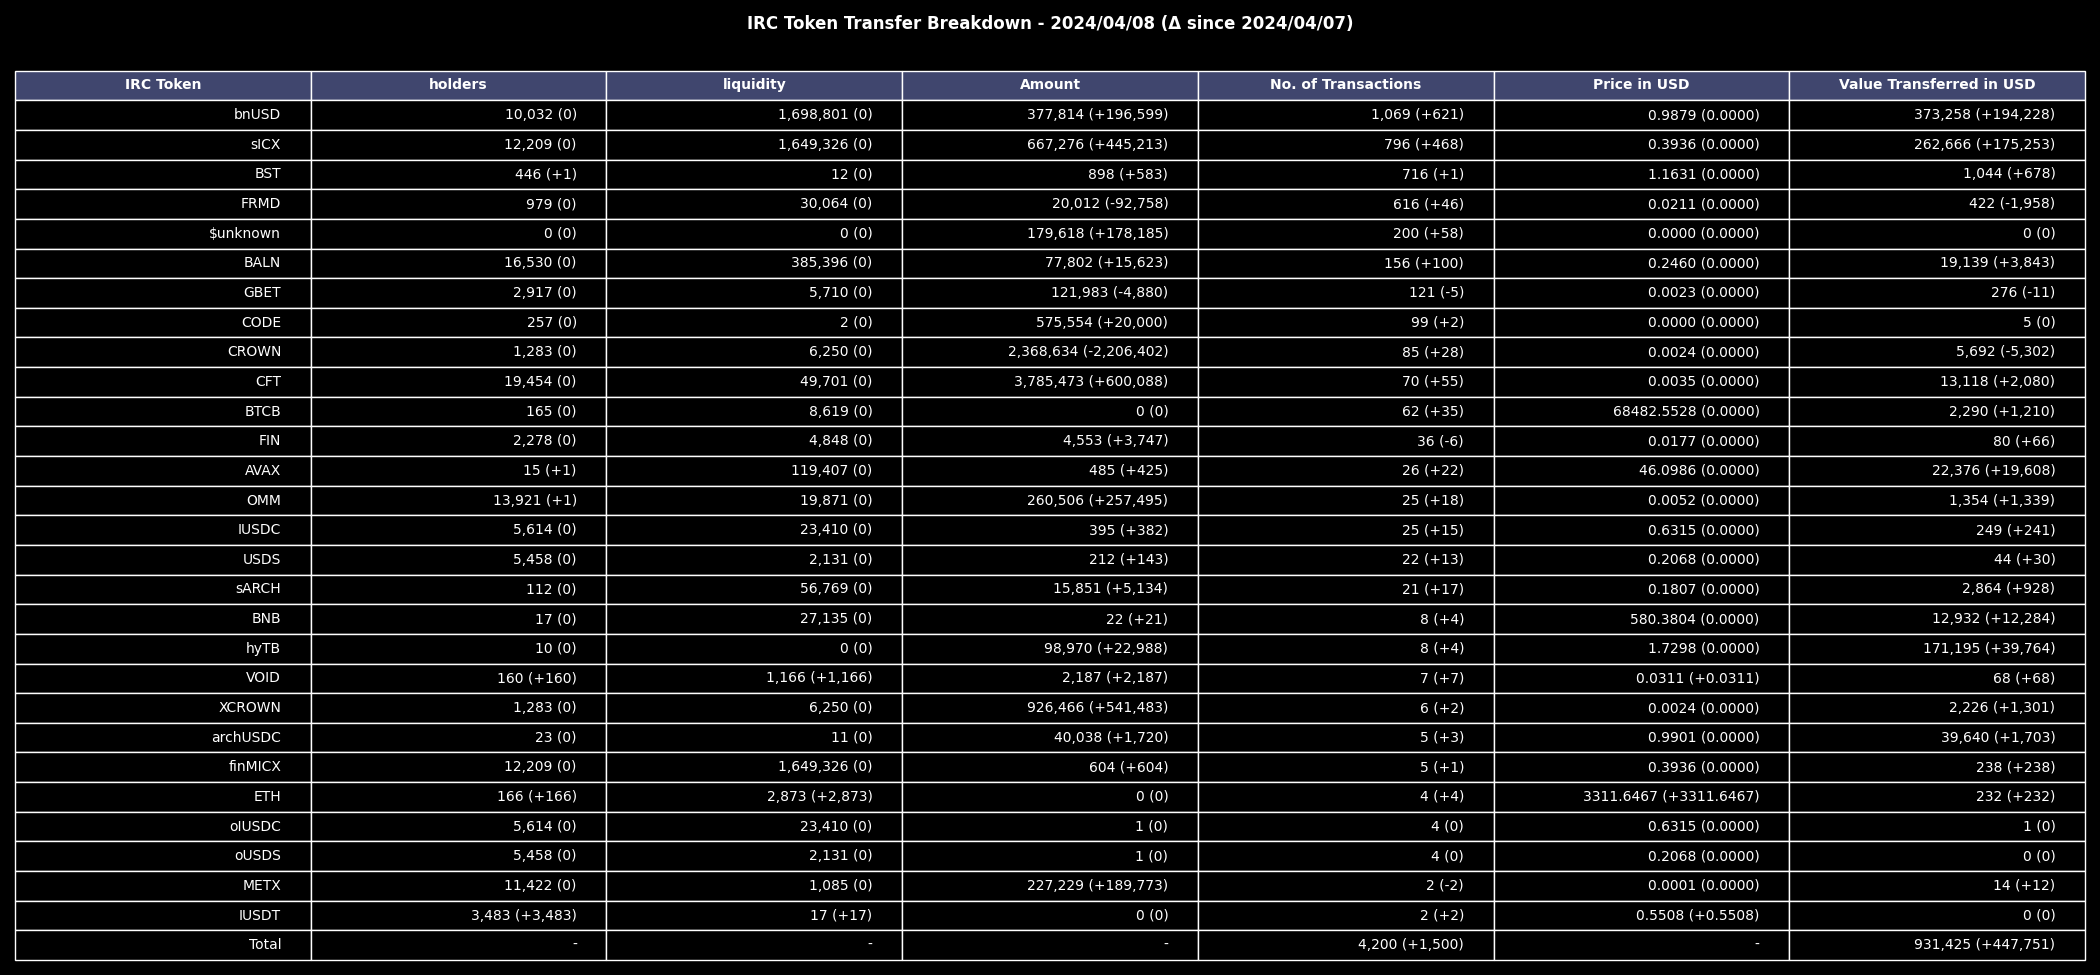 IRC Token Transfer Breakdown - 2024/04/08 (Δ since 2024/04/07)
IRC Token holders liquidity Amount No. of Transactions Price in USD Value Transferred in USD
bnUSD 10,032 (0) 1,698,801 (0) 377,814 (+196,599) 1,069 (+621) 0.9879 (0.0000) 373,258 (+194,228)
sICX 12,209 (0) 1,649,326 (0) 667,276 (+445,213) 796 (+468) 0.3936 (0.0000) 262,666 (+175,253)
BST 446 (+1) 12 (0) 898 (+583) 716 (+1) 1.1631 (0.0000) 1,044 (+678)
FRMD 979 (0) 30,064 (0) 20,012 (-92,758) 616 (+46) 0.0211 (0.0000) 422 (-1,958)
$unknown 0 (0) 0 (0) 179,618 (+178,185) 200 (+58) 0.0000 (0.0000) 0 (0)
BALN 16,530 (0) 385,396 (0) 77,802 (+15,623) 156 (+100) 0.2460 (0.0000) 19,139 (+3,843)
GBET 2,917 (0) 5,710 (0) 121,983 (-4,880) 121 (-5) 0.0023 (0.0000) 276 (-11)
CODE 257 (0) 2 (0) 575,554 (+20,000) 99 (+2) 0.0000 (0.0000) 5 (0)
CROWN 1,283 (0) 6,250 (0) 2,368,634 (-2,206,402) 85 (+28) 0.0024 (0.0000) 5,692 (-5,302)
CFT 19,454 (0) 49,701 (0) 3,785,473 (+600,088) 70 (+55) 0.0035 (0.0000) 13,118 (+2,080)
BTCB 165 (0) 8,619 (0) 0 (0) 62 (+35) 68482.5528 (0.0000) 2,290 (+1,210)
FIN 2,278 (0) 4,848 (0) 4,553 (+3,747) 36 (-6) 0.0177 (0.0000) 80 (+66)
AVAX 15 (+1) 119,407 (0) 485 (+425) 26 (+22) 46.0986 (0.0000) 22,376 (+19,608)
OMM 13,921 (+1) 19,871 (0) 260,506 (+257,495) 25 (+18) 0.0052 (0.0000) 1,354 (+1,339)
IUSDC 5,614 (0) 23,410 (0) 395 (+382) 25 (+15) 0.6315 (0.0000) 249 (+241)
USDS 5,458 (0) 2,131 (0) 212 (+143) 22 (+13) 0.2068 (0.0000) 44 (+30)
sARCH 112 (0) 56,769 (0) 15,851 (+5,134) 21 (+17) 0.1807 (0.0000) 2,864 (+928)
BNB 17 (0) 27,135 (0) 22 (+21) 8 (+4) 580.3804 (0.0000) 12,932 (+12,284)
hyTB 10 (0) 0 (0) 98,970 (+22,988) 8 (+4) 1.7298 (0.0000) 171,195 (+39,764)
VOID 160 (+160) 1,166 (+1,166) 2,187 (+2,187) 7 (+7) 0.0311 (+0.0311) 68 (+68)
XCROWN 1,283 (0) 6,250 (0) 926,466 (+541,483) 6 (+2) 0.0024 (0.0000) 2,226 (+1,301)
archUSDC 23 (0) 11 (0) 40,038 (+1,720) 5 (+3) 0.9901 (0.0000) 39,640 (+1,703)
finMICX 12,209 (0) 1,649,326 (0) 604 (+604) 5 (+1) 0.3936 (0.0000) 238 (+238)
ETH 166 (+166) 2,873 (+2,873) 0 (0) 4 (+4) 3311.6467 (+3311.6467) 232 (+232)
oIUSDC 5,614 (0) 23,410 (0) 1 (0) 4 (0) 0.6315 (0.0000) 1 (0)
oUSDS 5,458 (0) 2,131 (0) 1 (0) 4 (0) 0.2068 (0.0000) 0 (0)
METX 11,422 (0) 1,085 (0) 227,229 (+189,773) 2 (-2) 0.0001 (0.0000) 14 (+12)
IUSDT 3,483 (+3,483) 17 (+17) 0 (0) 2 (+2) 0.5508 (+0.5508) 0 (0)
Total - - - 4,200 (+1,500) - 931,425 (+447,751)